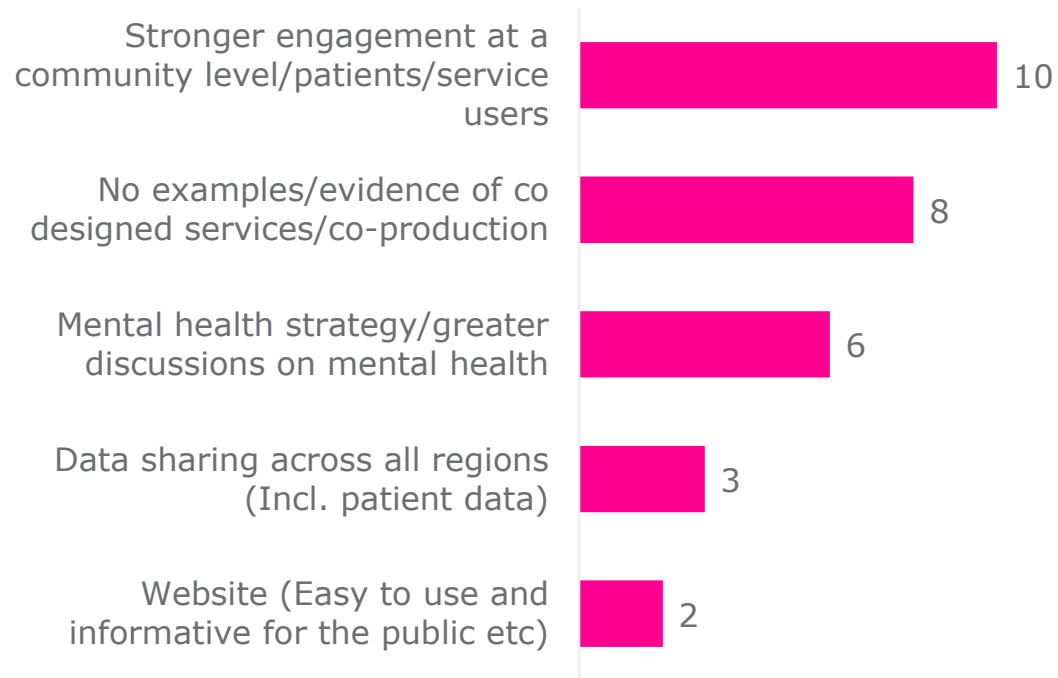 Stronger engagement at a
community level/patients/service
users
10
No examples/evidence of co
designed services/co-production
8
Mental health strategy/greater
discussions on mental health
6
Data sharing across all regions
(Incl. patient data)
3
Website (Easy to use and
informative for the public etc)
2